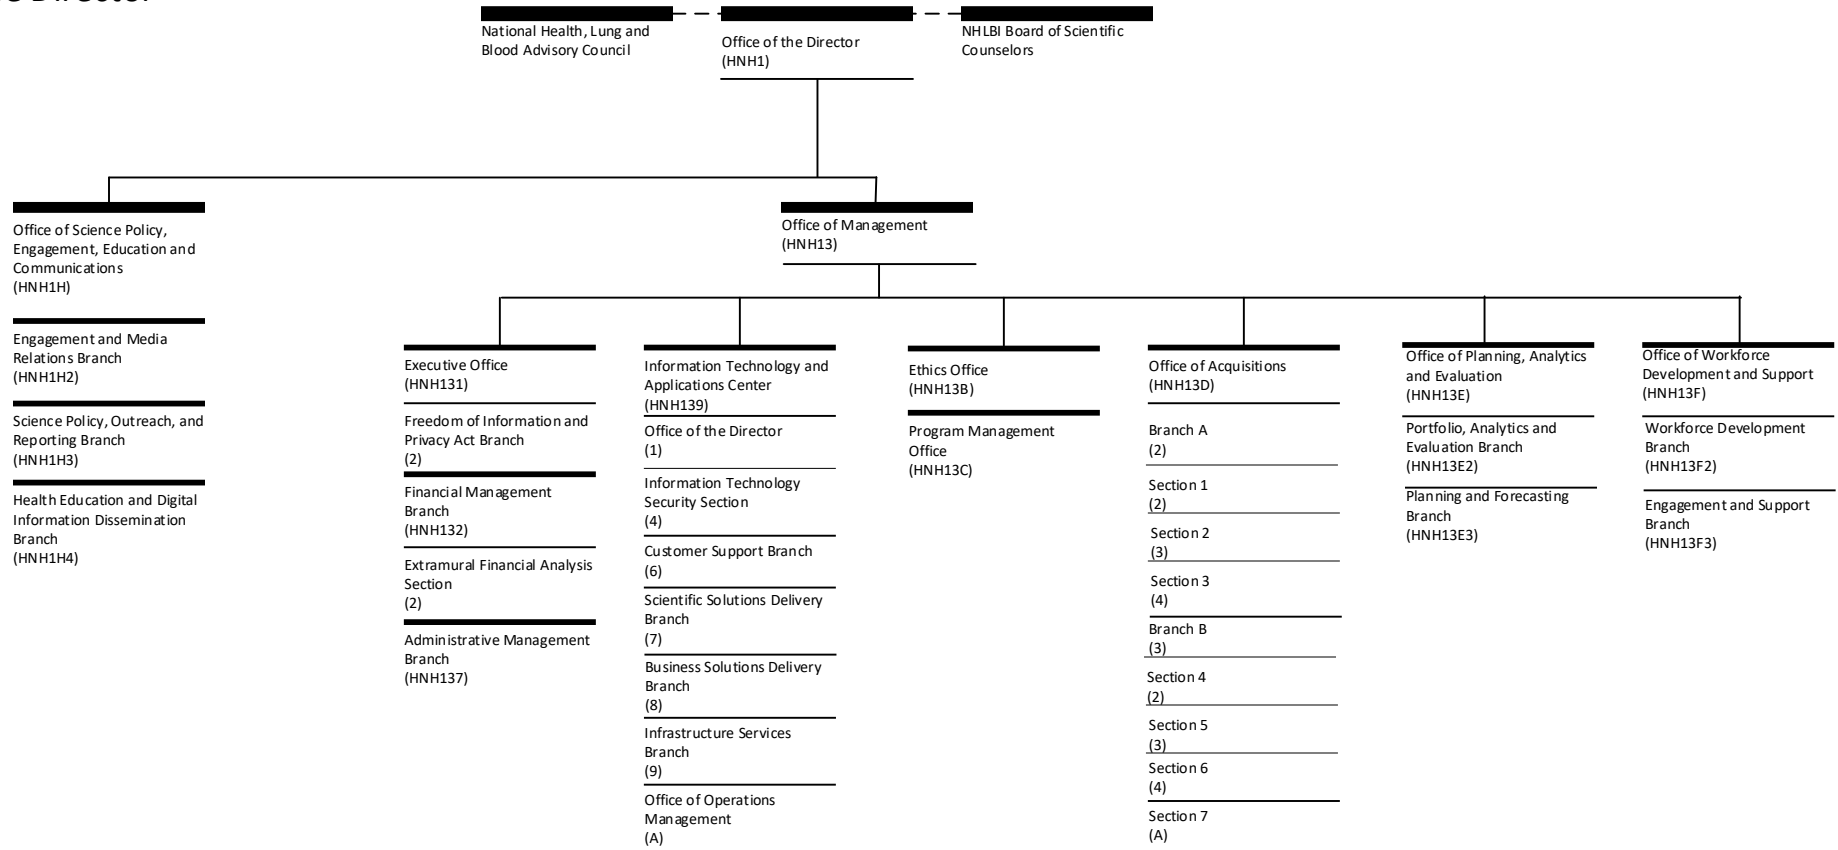 National Health, Lung and
Blood Advisory Council
Office of the Director
(HNH1)
NHLBI Board of Scientific
Counselors
Office of Science Policy,
Engagement, Education and
Communications
(HNH1H)
Engagement and Media
Relations Branch
(HNH1H2)
Science Policy, Outreach, and
Reporting Branch
(HNH1H3)
Health Education and Digital
Information Dissemination
Branch
(HNH1H4)
Office of Management
(HNH13)
Executive Office
(HNH131)
Freedom of Information and
Privacy Act Branch
(2)
Financial Management
Branch
(HNH132)
Extramural Financial Analysis
Section
(2)
Administrative Management
Branch
(HNH137)
Information Technology and
Applications Center
(HNH139)
Office of the Director
(1)
Information Technology
Security Section
(4)
Customer Support Branch
(6)
Scientific Solutions Delivery
Branch
(7)
Business Solutions Delivery
Branch
(8)
Infrastructure Services
Branch
(9)
Office of Operations
Management
(A)
Ethics Office
(HNH13B)
Program Management
Office
(HNH13C)
Office of Acquisitions
(HNH13D)
Branch A
(2)
Section 1
(2)
Section 2
(3)
Section 3
(4)
Branch B
(3)
Section 4
(2)
Section 5
(3)
Section 6
(4)
Section 7
(A)
Office of Planning, Analytics
and Evaluation
(HNH13E)
Portfolio, Analytics and
Evaluation Branch
(HNH13E2)
Planning and Forecasting
Branch
(HNH13E3)
Office of Workforce
Development and Support
(HNH13F)
Workforce Development
Branch
(HNH13F2)
Engagement and Support
Branch
(HNH13F3)